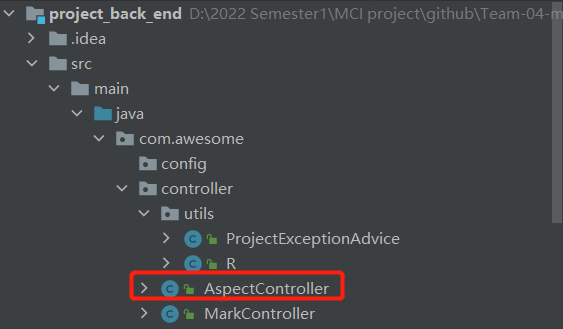 project_back_end D:\2022 Semester1\MCI project\github\Team-04-m
.idea
src
main
java
com.awesome
config
controller
utils
ProjectExceptionAdvice
R
AspectController
MarkController